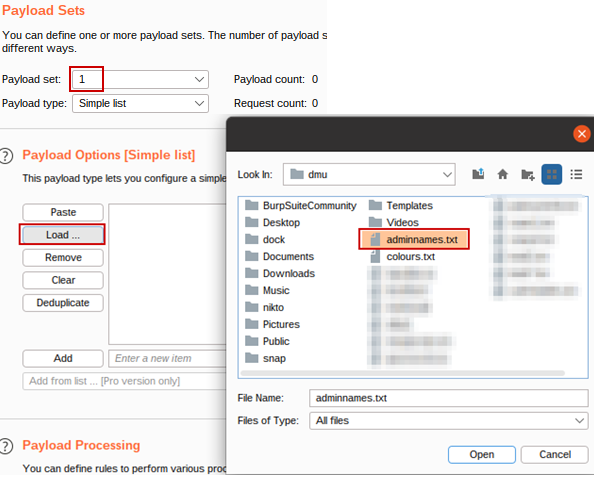 Payload Sets
You can define one or more payload sets. The number of payload s
different ways.
Payload set: 1 Payload count: 0
Payload type: Simple list Request count: 0
Payload Options [Simple list]
This payload type lets you configure a simple
Paste
Load ...
Remove
Clear
Deduplicate
Add Enter a new item
Add from list ... [Pro version only]
Payload Processing
You can define rules to perform various proc
Look In: dmu
BurpSuiteCommunity
Desktop
dock
Documents
Downloads
Music
nikto
Pictures
Public
snap
Templates
Videos
adminnames.txt
colours.txt
File Name: adminnames.txt
Files of Type: All files
Open Cancel